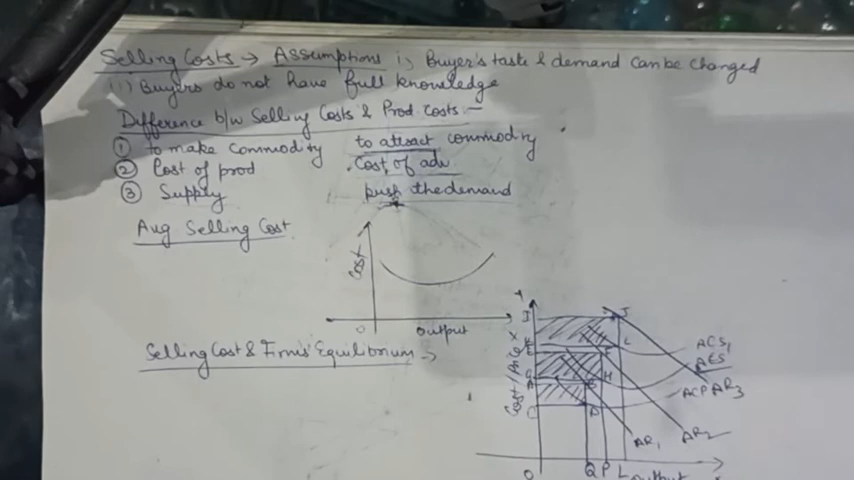 Selling Costs → Assumptions i) Buyer's taste & demand can be changed
ii) Buyers do not have full knowledge
Difference b/w Selling Costs & Prod Costs :-
① to make commodity to attract commodity
② Cost of prod Cost of adv
③ Supply push the demand
Avg Selling Cost
Cost
O output
Selling Cost & Firms' Equilibrium →
I J
L ACS1
E F AES
G H ACP AR3
A B
C D
AR1 AR2
O Q P L output